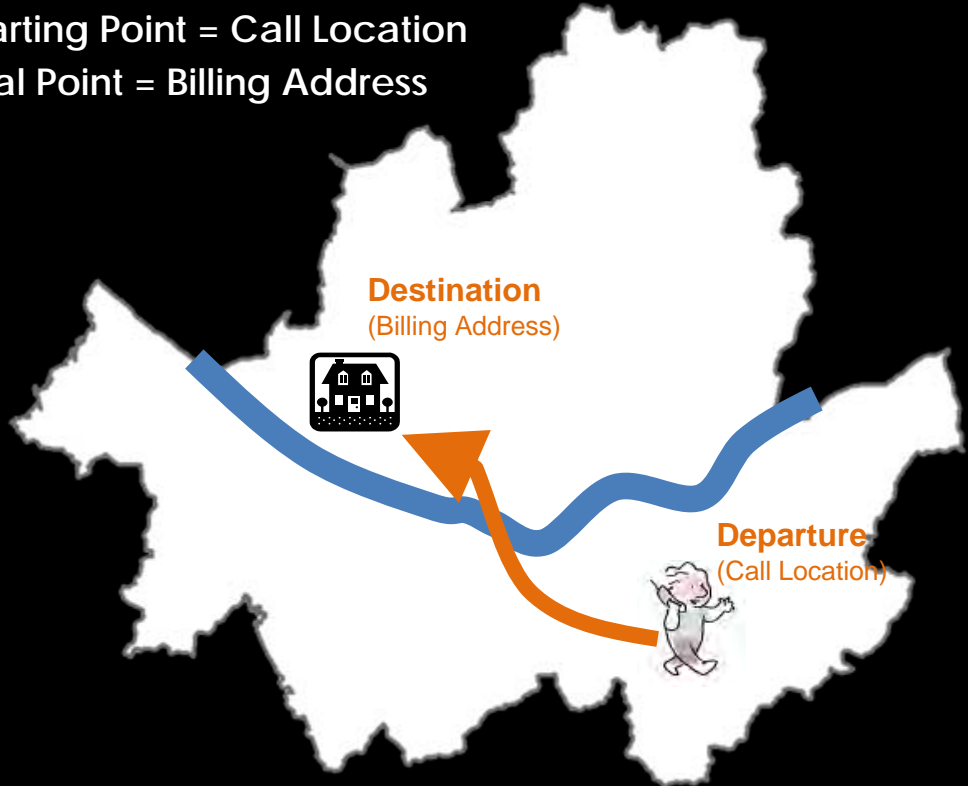 arting Point = Call Location
al Point = Billing Address
Destination
(Billing Address)
Departure
(Call Location)